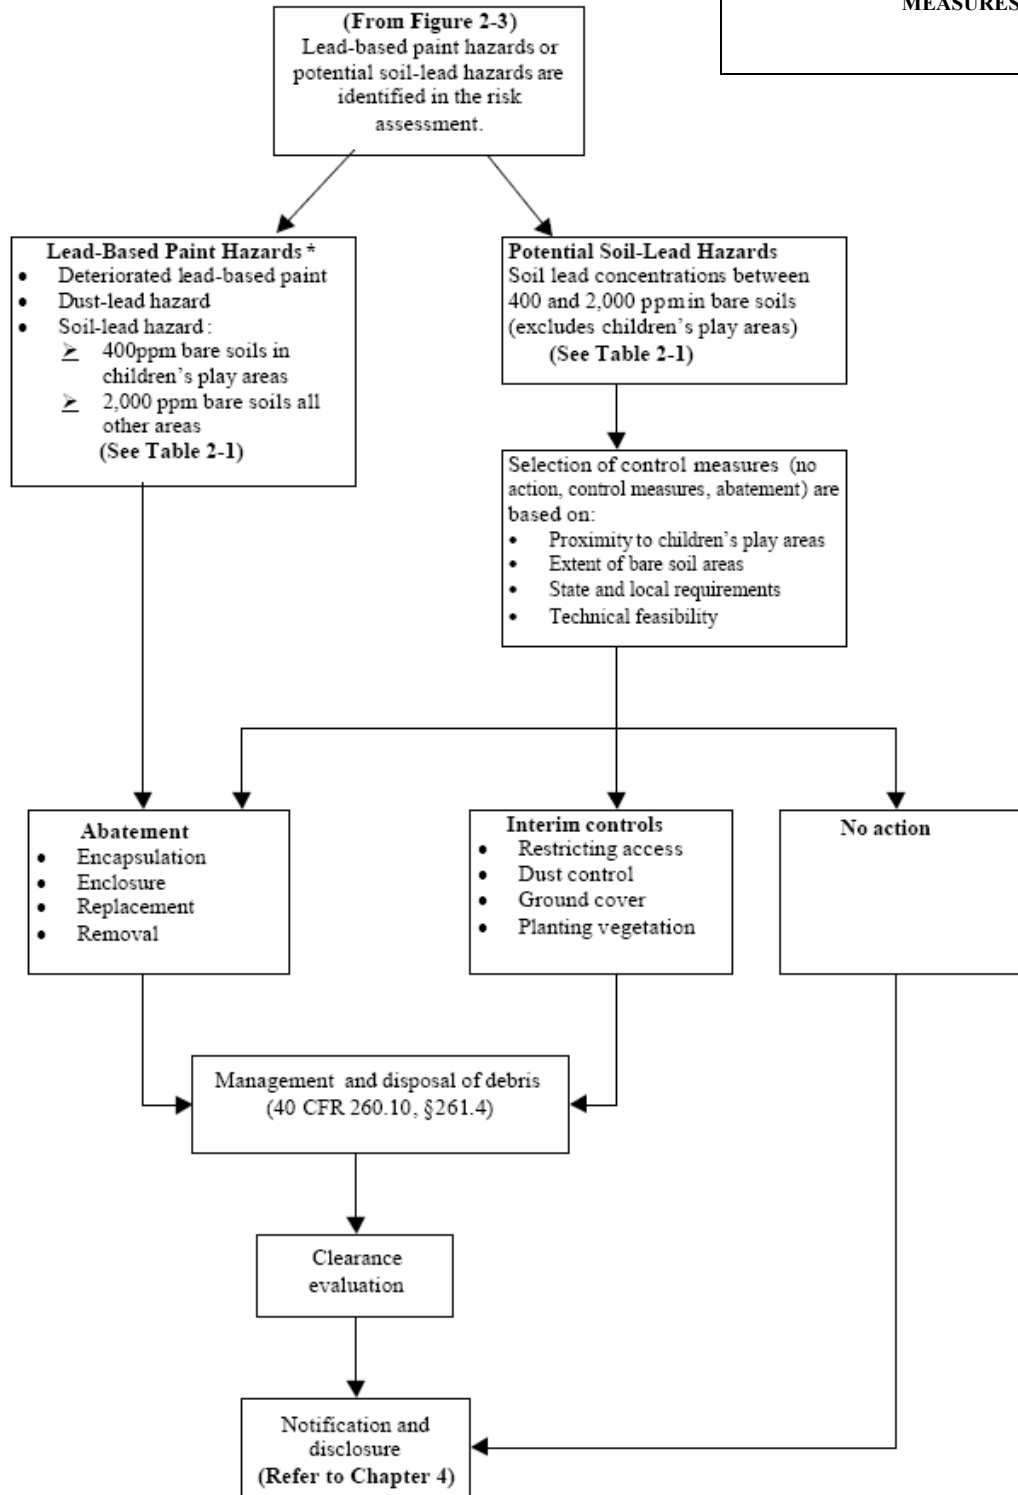 MEASURES
(From Figure 2-3)
Lead-based paint hazards or
potential soil-lead hazards are
identified in the risk
assessment.
Lead-Based Paint Hazards *
• Deteriorated lead-based paint
• Dust-lead hazard
• Soil-lead hazard :
➢ 400ppm bare soils in
children's play areas
➢ 2,000 ppm bare soils all
other areas
(See Table 2-1)
Potential Soil-Lead Hazards
Soil lead concentrations between
400 and 2,000 ppm in bare soils
(excludes children's play areas)
(See Table 2-1)
Selection of control measures (no
action, control measures, abatement) are
based on:
• Proximity to children's play areas
• Extent of bare soil areas
• State and local requirements
• Technical feasibility
Abatement
• Encapsulation
• Enclosure
• Replacement
• Removal
Interim controls
• Restricting access
• Dust control
• Ground cover
• Planting vegetation
No action
Management and disposal of debris
(40 CFR 260.10, §261.4)
Clearance
evaluation
Notification and
disclosure
(Refer to Chapter 4)